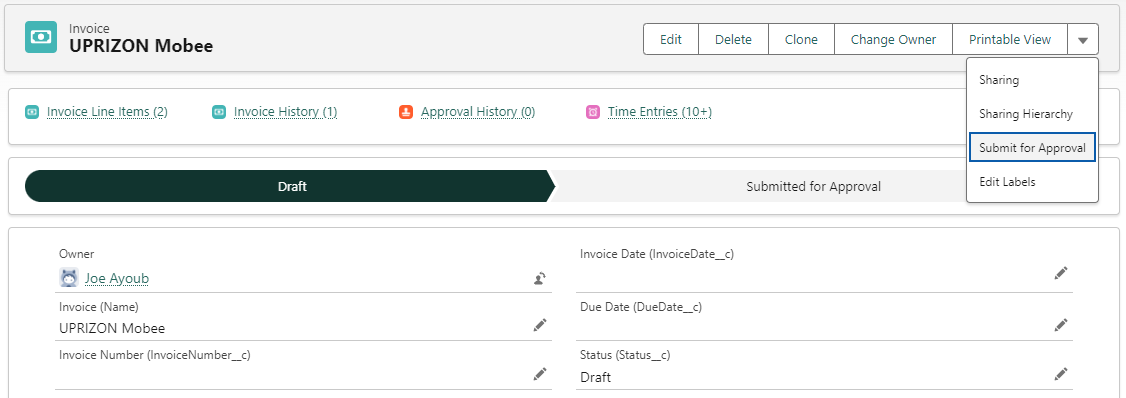 Invoice
UPRIZON Mobee
Edit
Delete
Clone
Change Owner
Printable View
Sharing
Sharing Hierarchy
Submit for Approval
Edit Labels
Invoice Line Items (2)
Invoice History (1)
Approval History (0)
Time Entries (10+)
Draft
Submitted for Approval
Owner
Joe Ayoub
Invoice Date (InvoiceDate__c)
Invoice (Name)
UPRIZON Mobee
Due Date (DueDate__c)
Invoice Number (InvoiceNumber__c)
Status (Status__c)
Draft